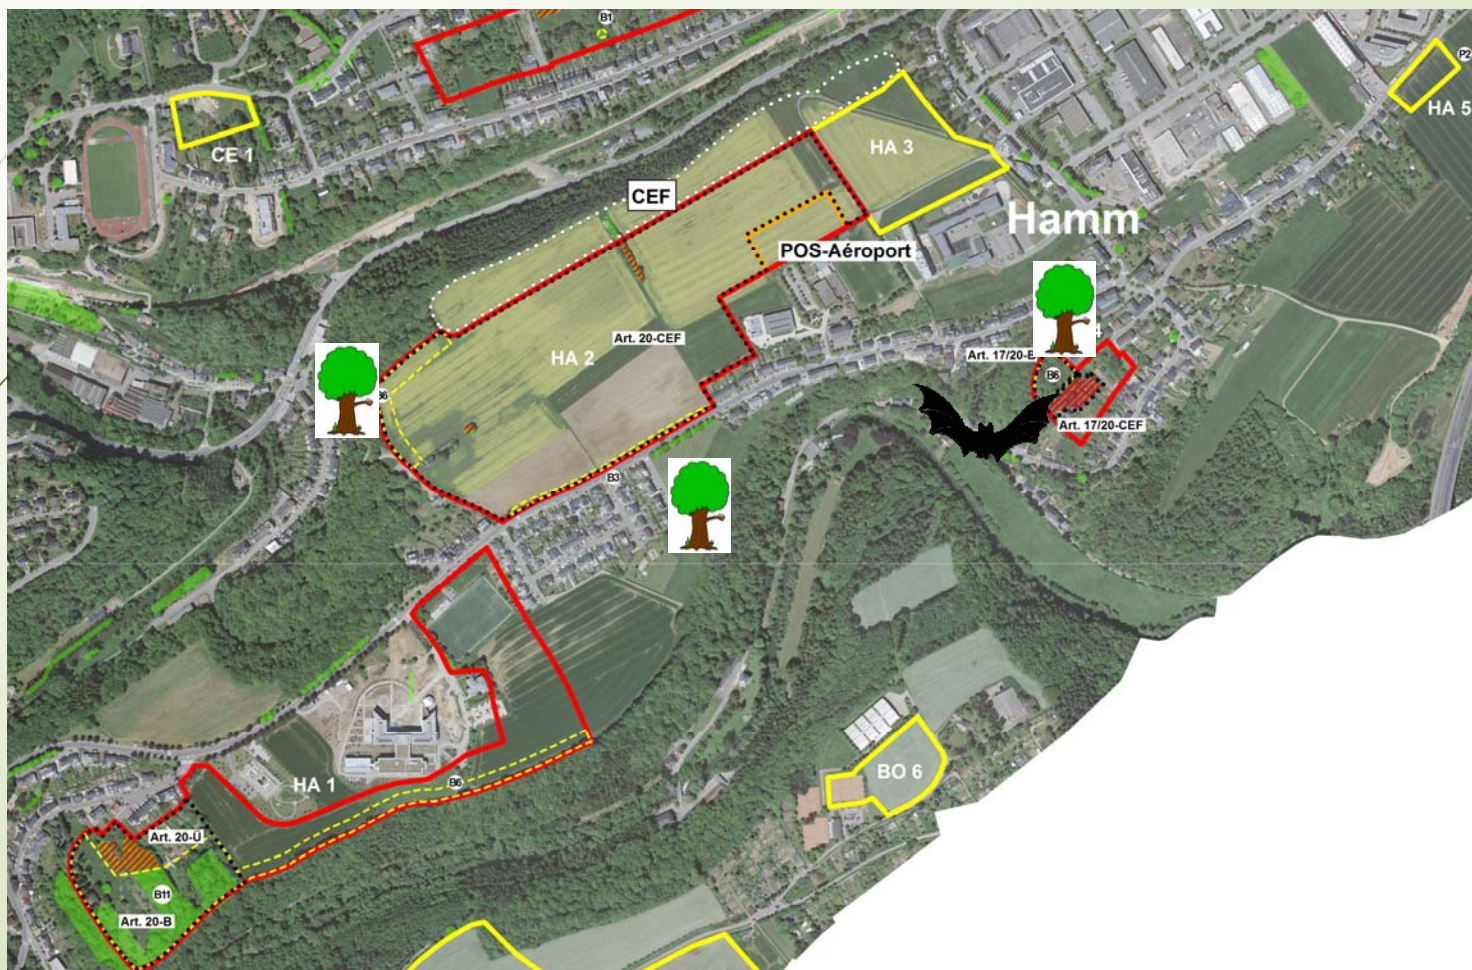 B1
P2
HA 5
CE 1
HA 3
CEF
Hamm
POS-Aéroport
Art. 20-CEF
HA 2
4
Art. 17/20-B
B6
B6
Art. 17/20-CEF
B3
BO 6
HA 1
B6
Art. 20-Ü
B11
Art. 20-B